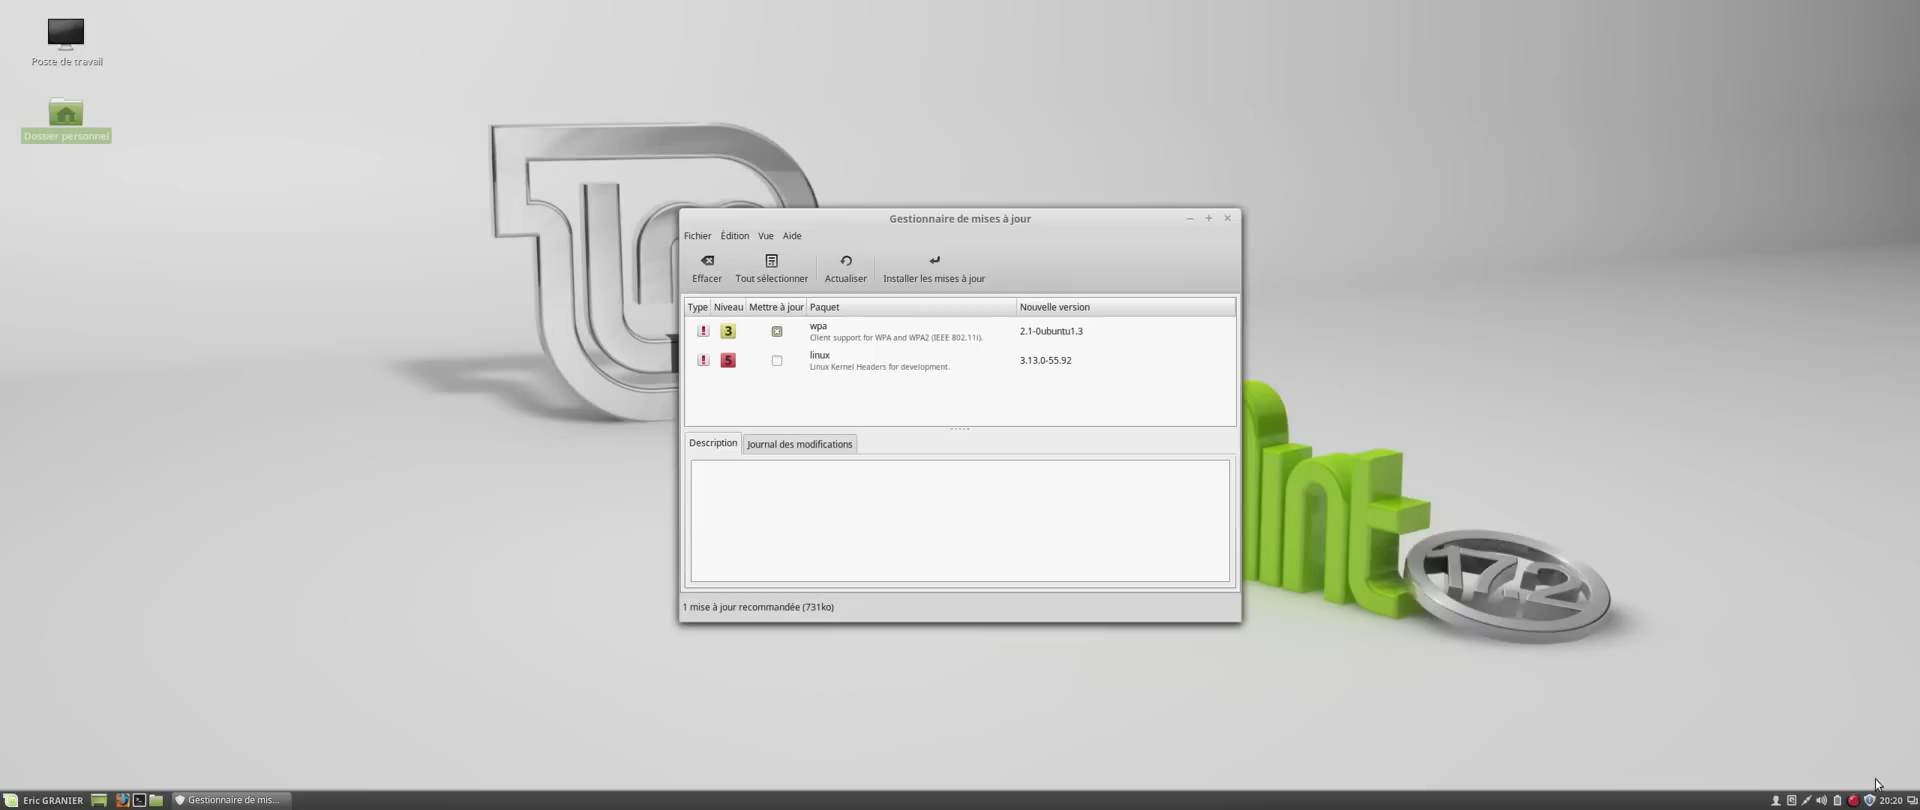 Poste de travail
Dossier personnel
Gestionnaire de mises à jour
Fichier Édition Vue Aide
Effacer Tout sélectionner Actualiser Installer les mises à jour
Type Niveau Mettre à jour Paquet Nouvelle version
! 3 wpa 2.1-0ubuntu1.3
Client support for WPA and WPA2 (IEEE 802.11i).
! 5 linux 3.13.0-55.92
Linux Kernel Headers for development.
Description Journal des modifications
1 mise à jour recommandée (731ko)
int
17.2
Eric GRANIER Gestionnaire de mis... 20:20